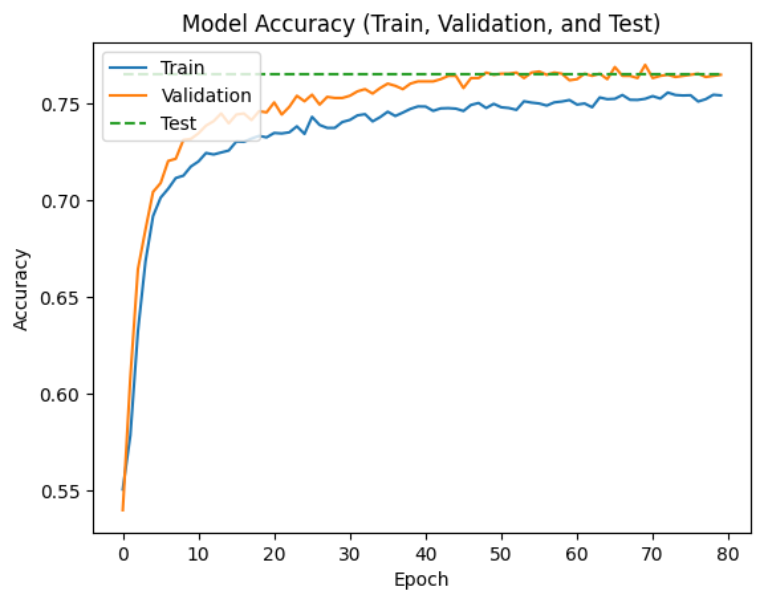 Model Accuracy (Train, Validation, and Test)
Train
Validation
Test
0.75
0.70
0.65
0.60
0.55
Accuracy
0 10 20 30 40 50 60 70 80
Epoch